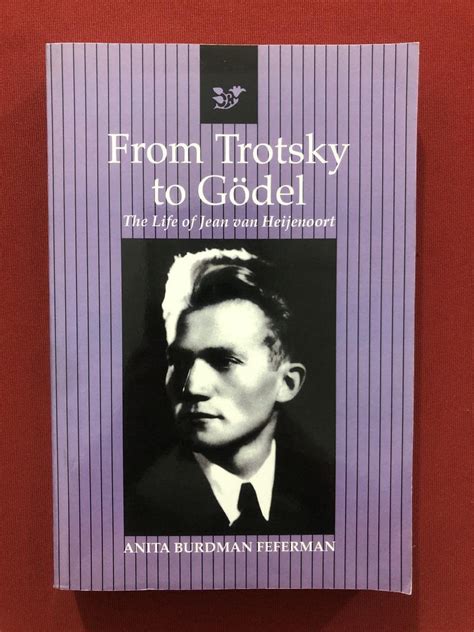 From Trotsky
to Gödel
The Life of Jean van Heijenoort
ANITA BURDMAN FEFERMAN